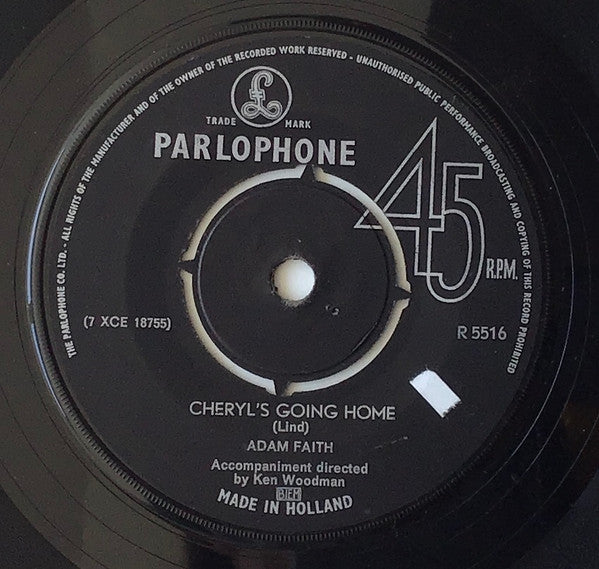 THE PARLOPHONE CO. LTD. - ALL RIGHTS OF THE MANUFACTURER AND OF THE OWNER OF THE RECORDED WORK RESERVED - UNAUTHORISED PUBLIC PERFORMANCE BROADCASTING AND COPYING OF THIS RECORD PROHIBITED
£
TRADE MARK
PARLOPHONE
45
R.P.M.
(7 XCE 18755)
R 5516
CHERYL'S GOING HOME
(Lind)
ADAM FAITH
Accompaniment directed
by Ken Woodman
BIEM
MADE IN HOLLAND